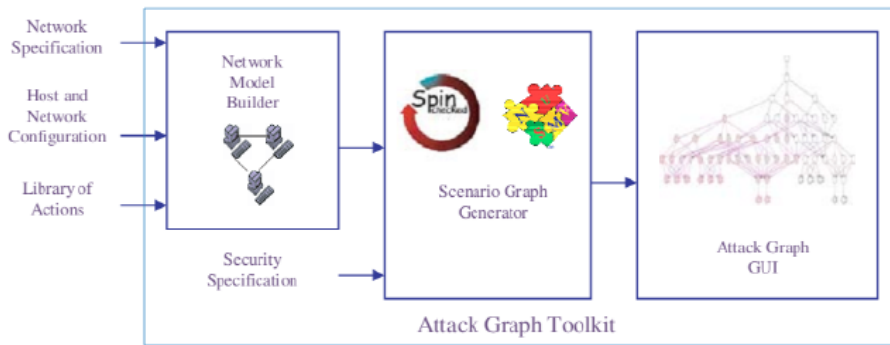 Network
Specification
Host and
Network
Configuration
Library of
Actions
Network
Model
Builder
Security
Specification
Spin
checked
Scenario Graph
Generator
Attack Graph
GUI
Attack Graph Toolkit